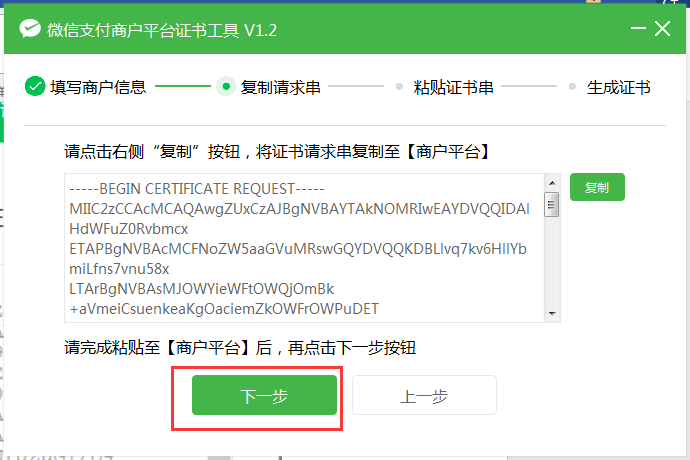 微信支付商户平台证书工具 V1.2
填写商户信息
复制请求串
粘贴证书串
生成证书
请点击右侧“复制”按钮，将证书请求串复制至【商户平台】
-----BEGIN CERTIFICATE REQUEST-----
MIIC2zCCAcMCAQAwgZUxCzAJBgNVBAYTAkNOMRIwEAYDVQQIDAl
HdWFuZ0Rvbmcx
ETAPBgNVBAcMCFNoZW5aaGVuMRswGQYDVQQKDBLlvq7kv6HllYb
miLfns7vnu58x
LTArBgNVBAsMJOWYieWFtOWQjOmBk
+aVmeiCsuenkeaKgOaciemZkOWFrOWPuDET
复制
请完成粘贴至【商户平台】后，再点击下一步按钮
下一步
上一步